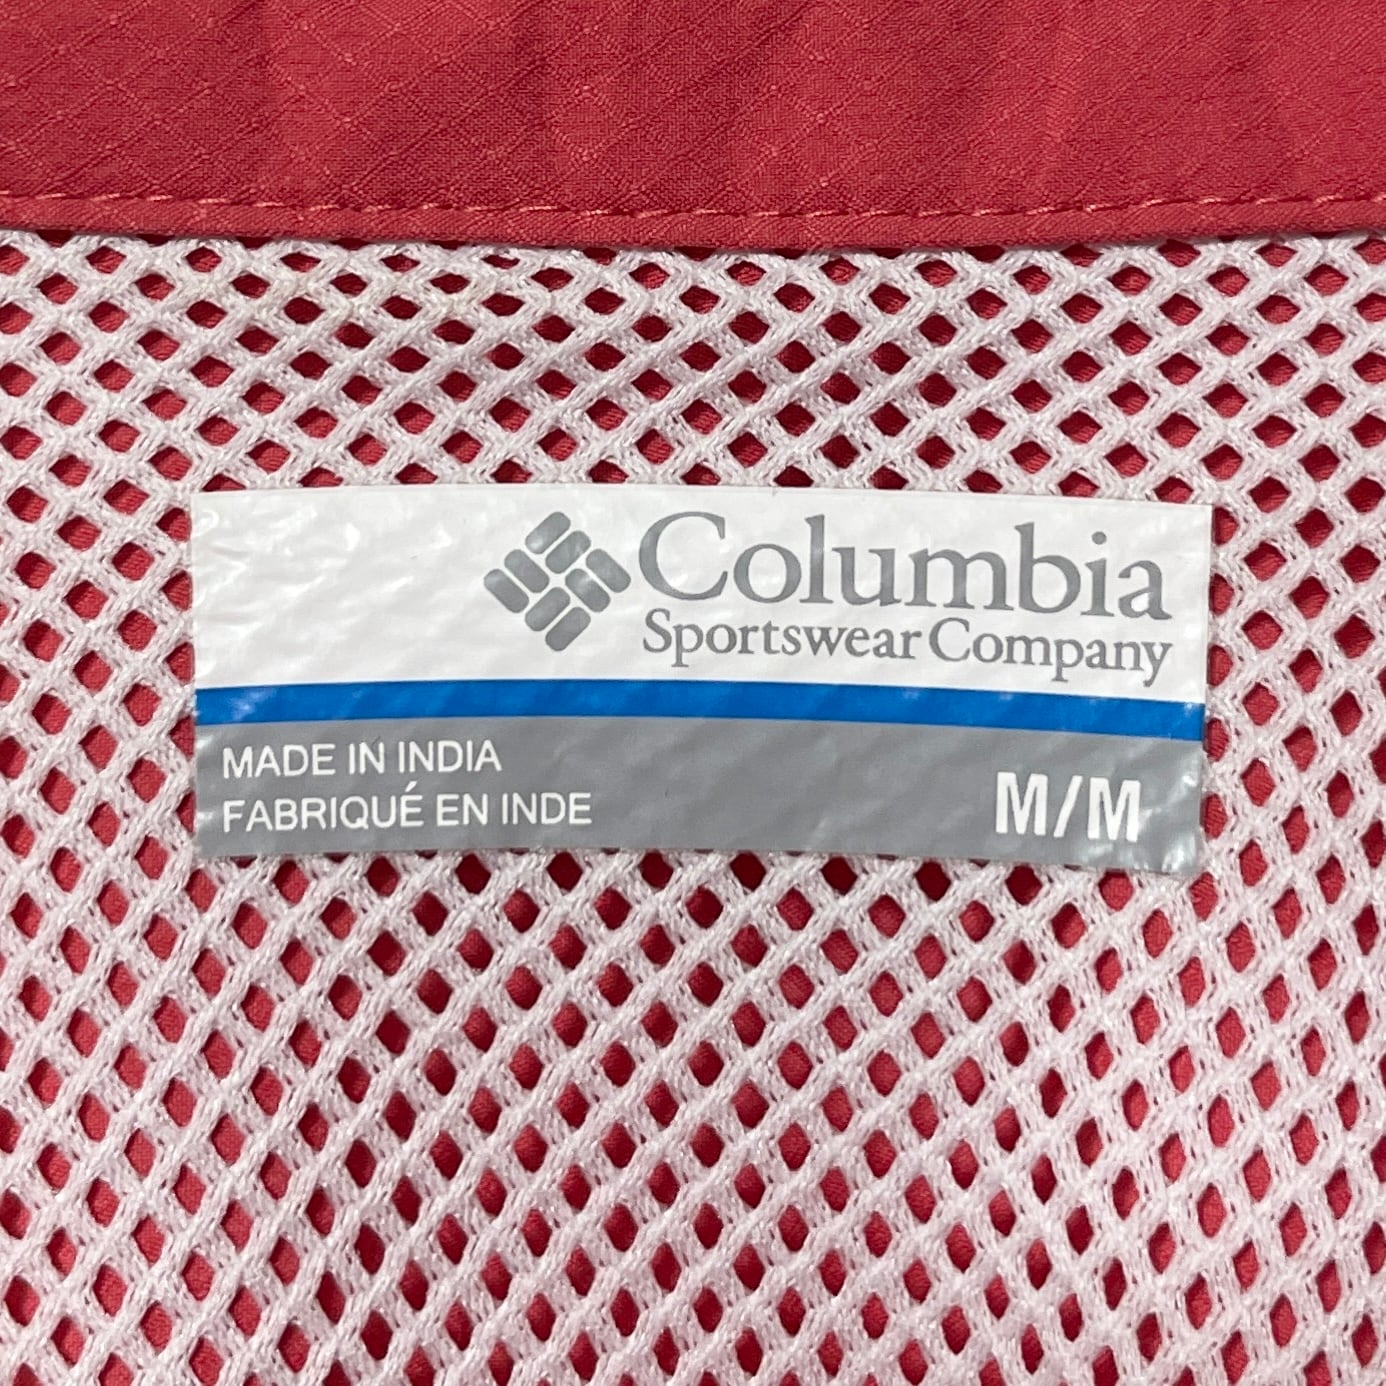 Columbia
Sportswear Company
MADE IN INDIA
FABRIQUÉ EN INDE
M/M